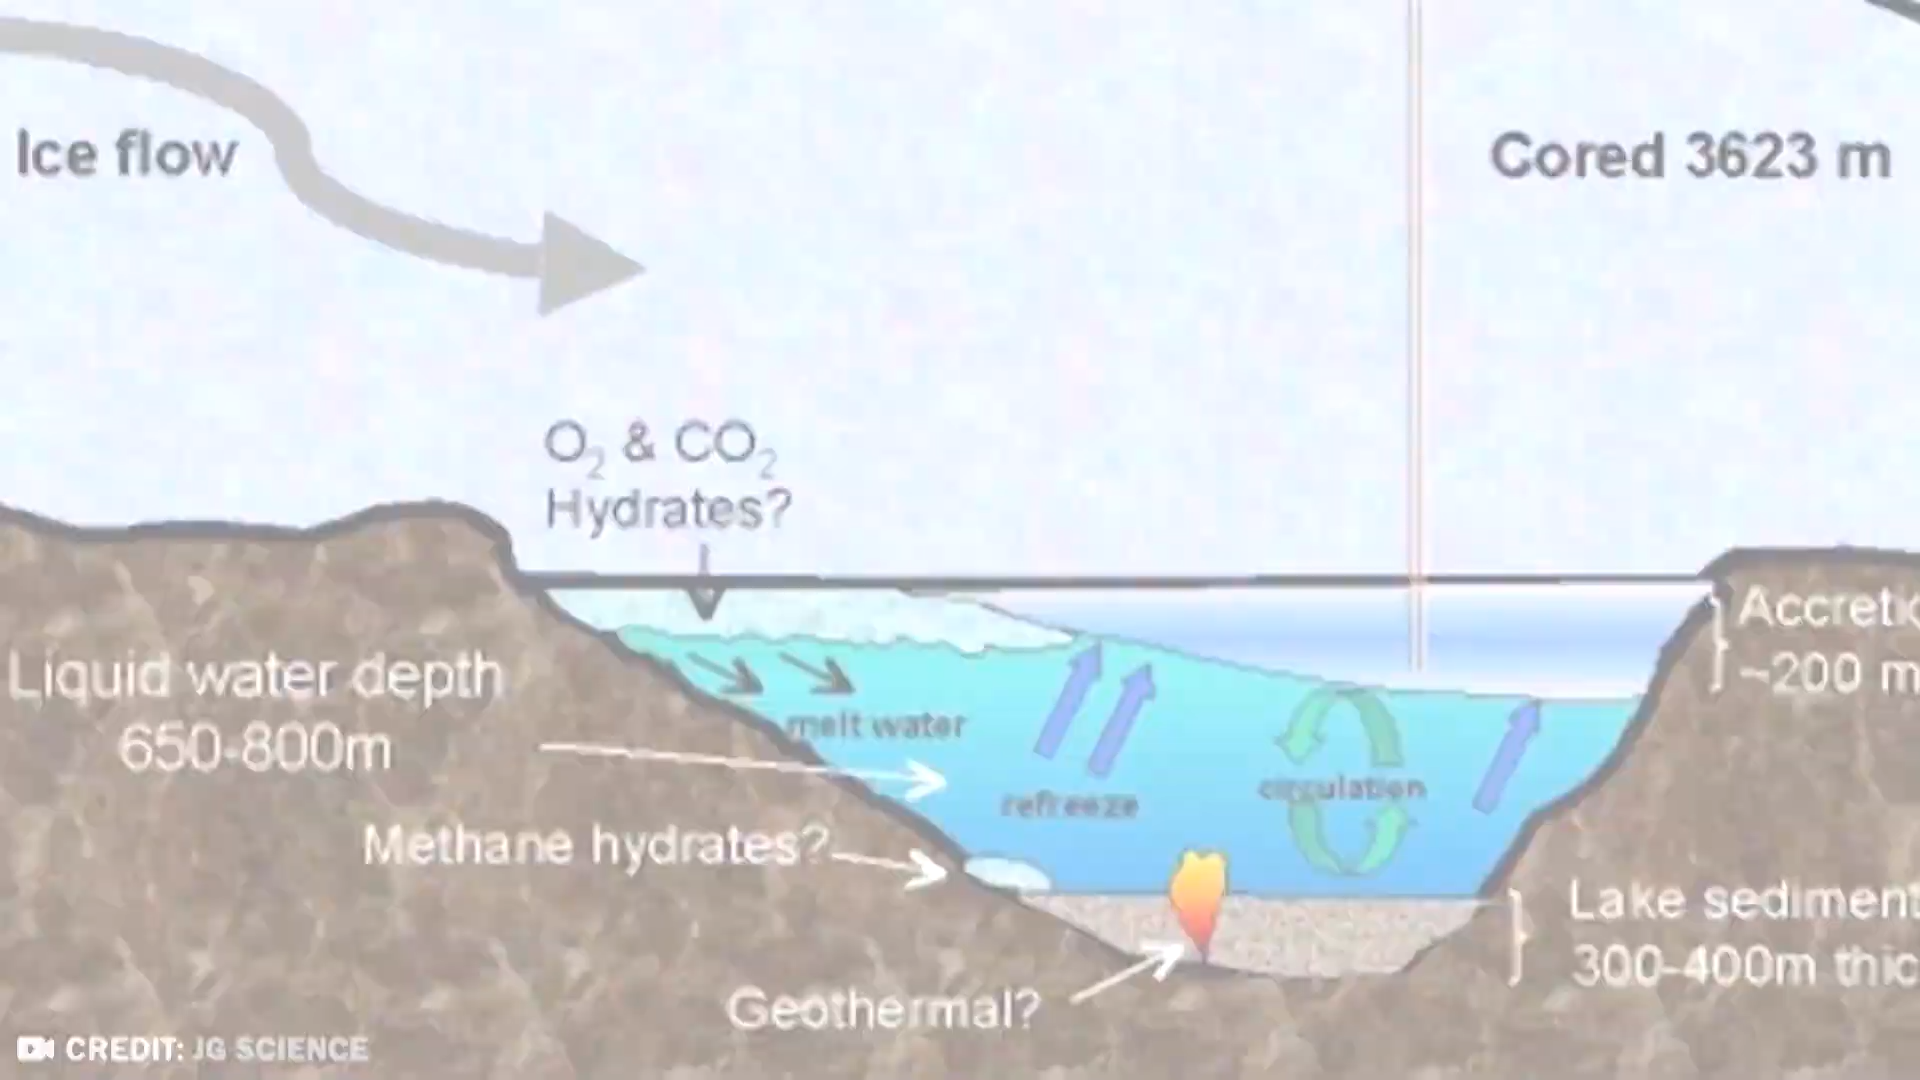 Ice flow
Cored 3623 m
O₂ & CO₂
Hydrates?
Liquid water depth
650-800m
melt water
refreeze
circulation
~200 m
Methane hydrates?
Lake sediment
300-400m thic
Geothermal?
CREDIT: JG SCIENCE